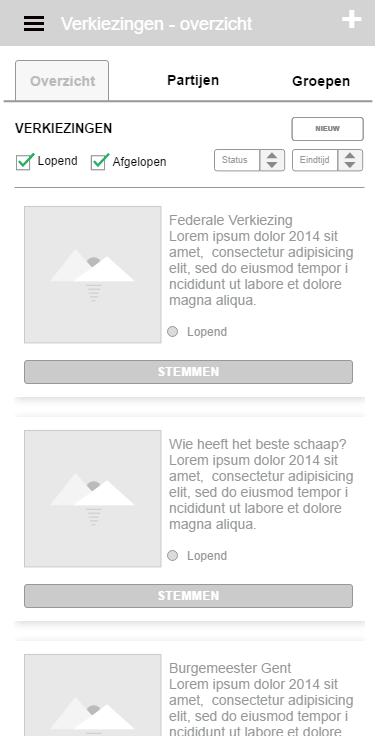 Verkiezingen - overzicht
Overzicht
Partijen
Groepen
VERKIEZINGEN
NIEUW
Lopend
Afgelopen
Status
Eindtijd
Federale Verkiezing
Lorem ipsum dolor 2014 sit
amet,  consectetur adipisicing
elit, sed do eiusmod tempor i
ncididunt ut labore et dolore
magna aliqua.
Lopend
STEMMEN
Wie heeft het beste schaap?
Lorem ipsum dolor 2014 sit
amet,  consectetur adipisicing
elit, sed do eiusmod tempor i
ncididunt ut labore et dolore
magna aliqua.
Lopend
STEMMEN
Burgemeester Gent
Lorem ipsum dolor 2014 sit
amet,  consectetur adipisicing
elit, sed do eiusmod tempor i
ncididunt ut labore et dolore